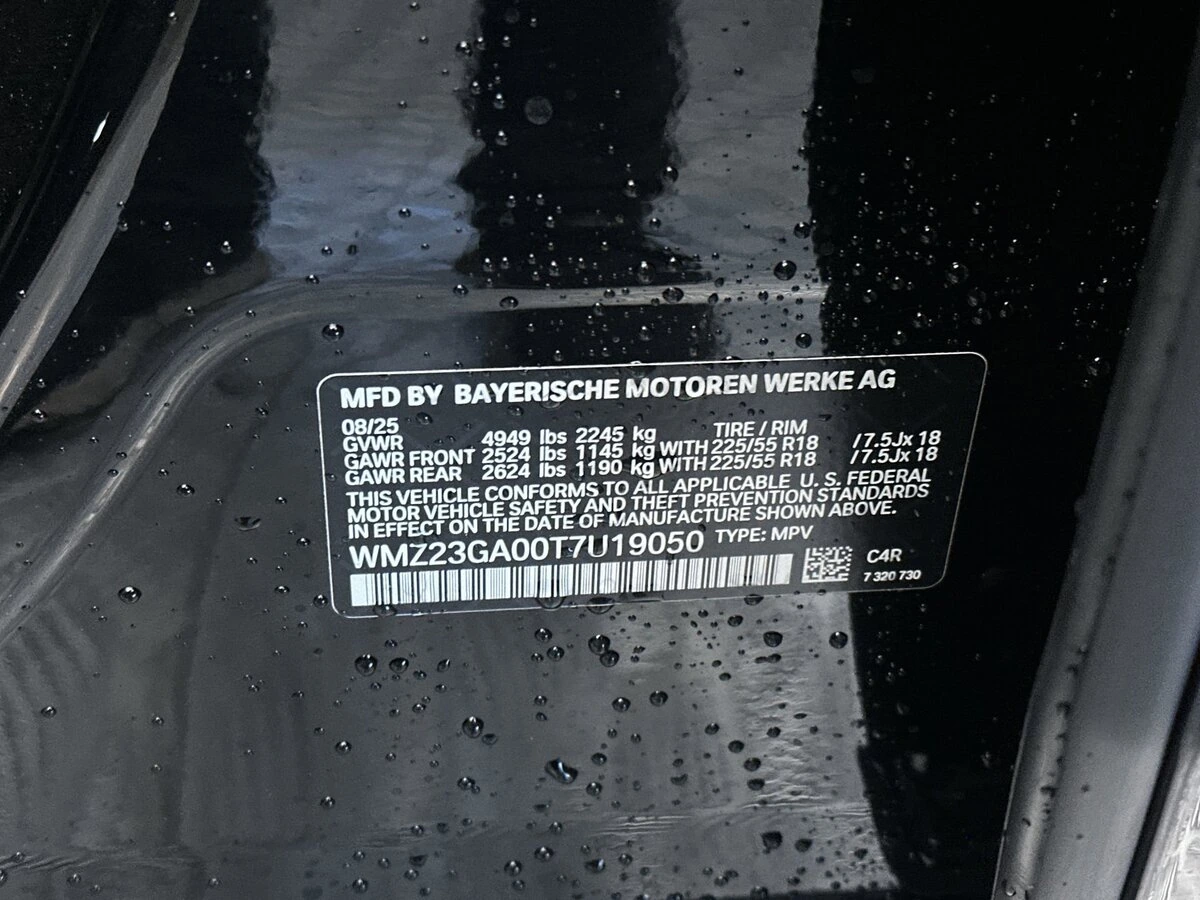 MFD BY BAYERISCHE MOTOREN WERKE AG
08/25 TIRE / RIM
GVWR 4949 lbs 2245 kg
GAWR FRONT 2524 lbs 1145 kg WITH 225/55 R18 /7.5Jx 18
GAWR REAR 2624 lbs 1190 kg WITH 225/55 R18 /7.5Jx 18
THIS VEHICLE CONFORMS TO ALL APPLICABLE U. S. FEDERAL
MOTOR VEHICLE SAFETY AND THEFT PREVENTION STANDARDS
IN EFFECT ON THE DATE OF MANUFACTURE SHOWN ABOVE.
WMZ23GA00T7U19050 TYPE: MPV
C4R
7 320 730